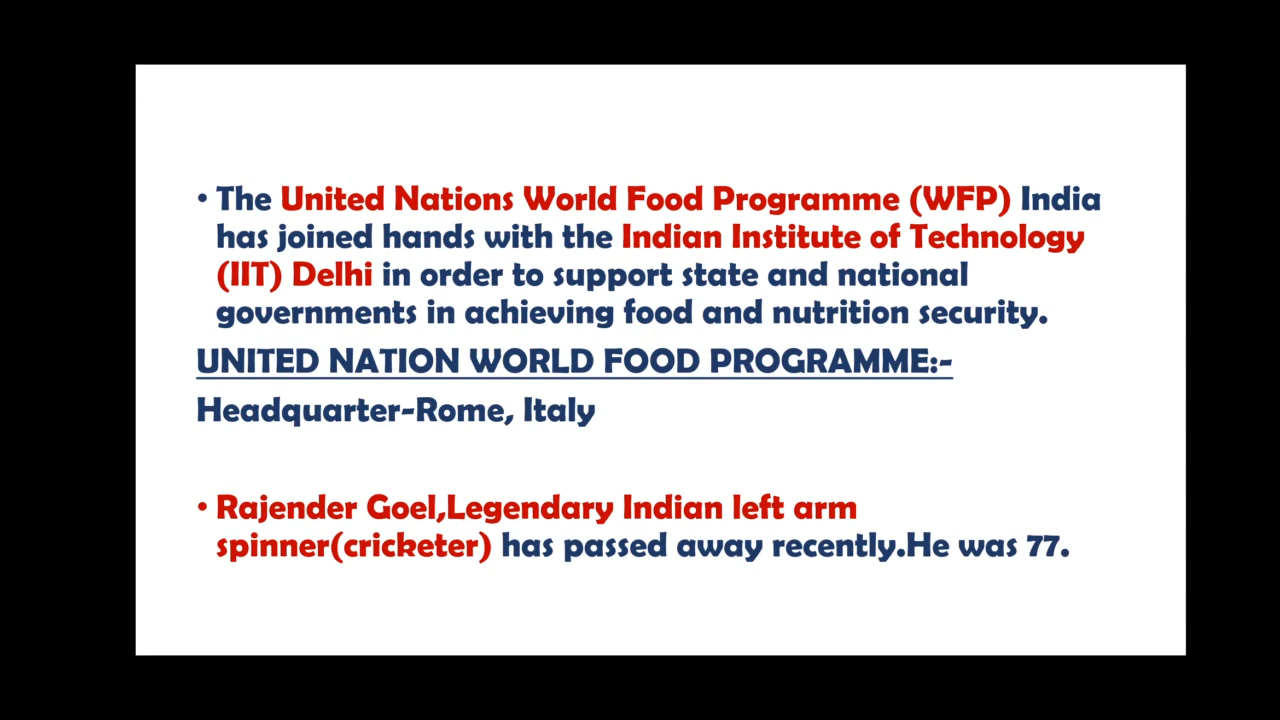 • The United Nations World Food Programme (WFP) India
has joined hands with the Indian Institute of Technology
(IIT) Delhi in order to support state and national
governments in achieving food and nutrition security.
UNITED NATION WORLD FOOD PROGRAMME:-
Headquarter-Rome, Italy
• Rajender Goel,Legendary Indian left arm
spinner(cricketer) has passed away recently.He was 77.